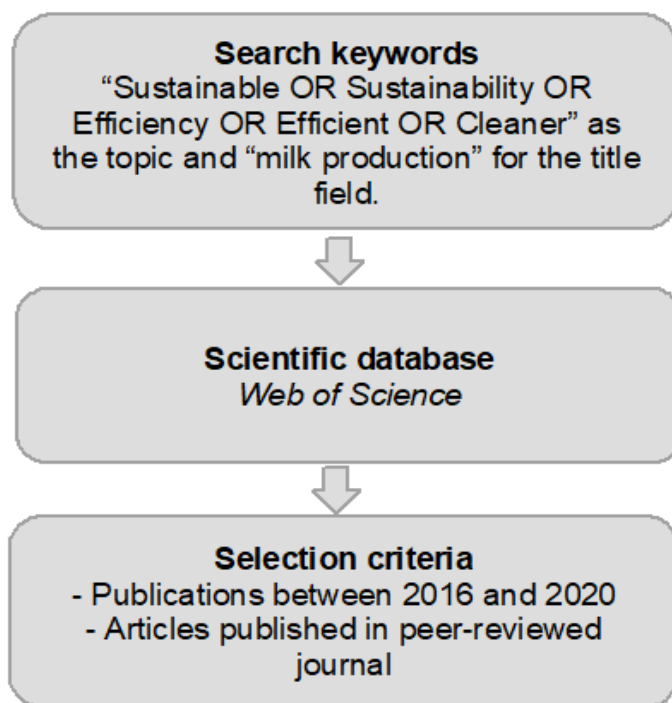 Search keywords
“Sustainable OR Sustainability OR
Efficiency OR Efficient OR Cleaner” as
the topic and “milk production” for the title
field.
Scientific database
Web of Science
Selection criteria
- Publications between 2016 and 2020
- Articles published in peer-reviewed
journal